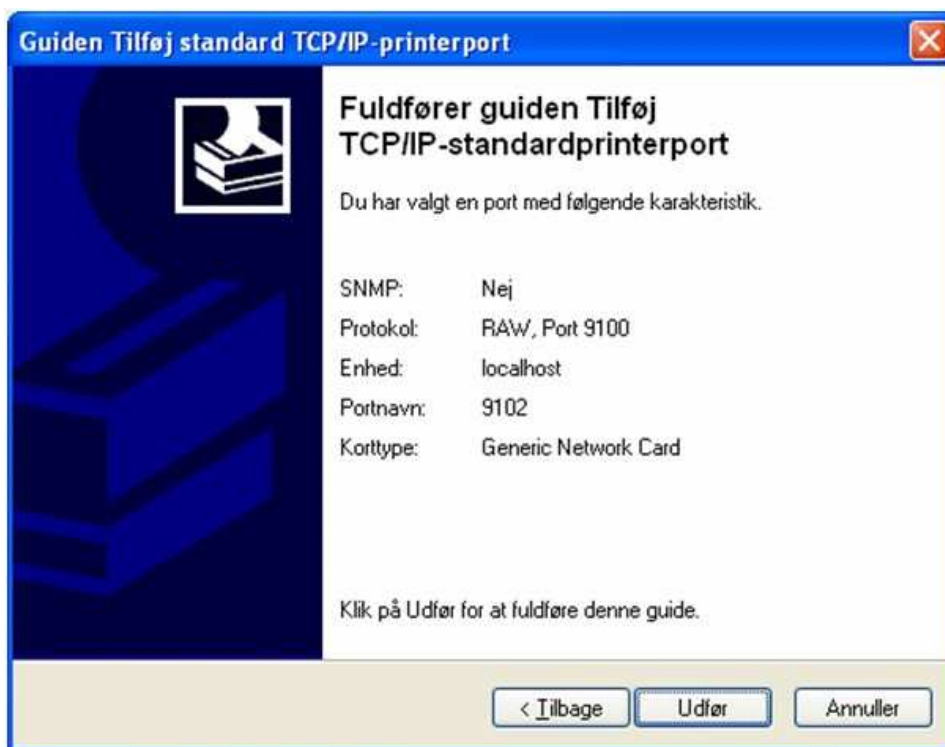 Guiden Tilføj standard TCP/IP-printerport
Fuldfører guiden Tilføj
TCP/IP-standardprinterport
Du har valgt en port med følgende karakteristik.
SNMP: Nej
Protokol: RAW, Port 9100
Enhed: localhost
Portnavn: 9102
Korttype: Generic Network Card
Klik på Udfør for at fuldføre denne guide.
< Tilbage Udfør Annuller